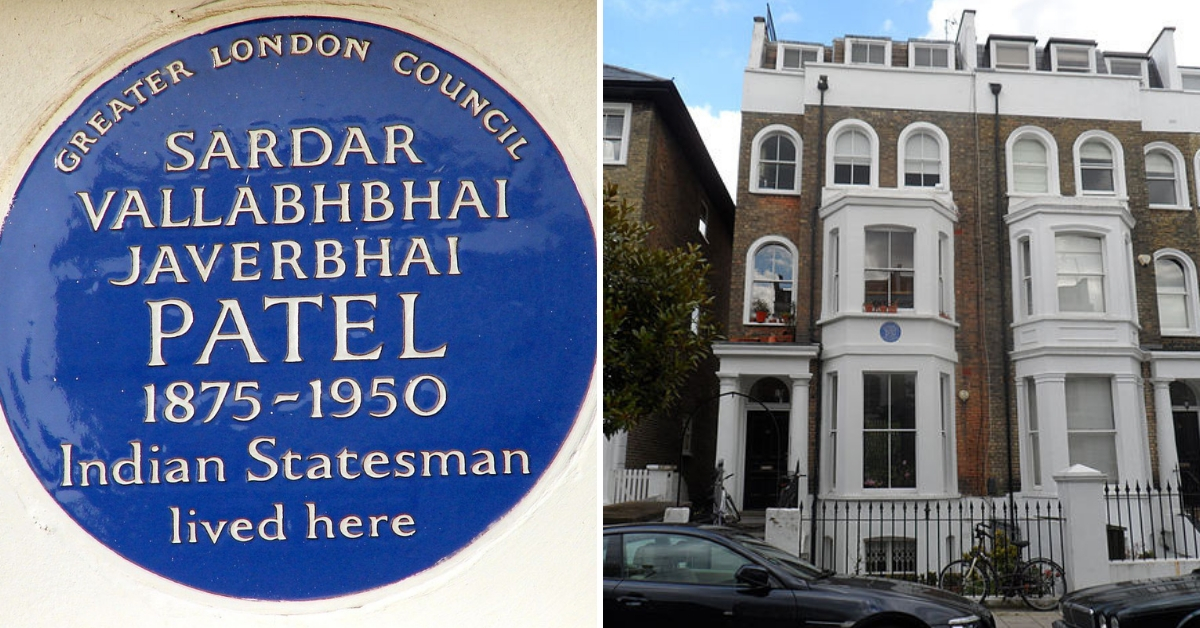 GREATER LONDON COUNCIL
SARDAR
VALLABHBHAI
JAVERBHAI
PATEL
1875~1950
Indian Statesman
lived here